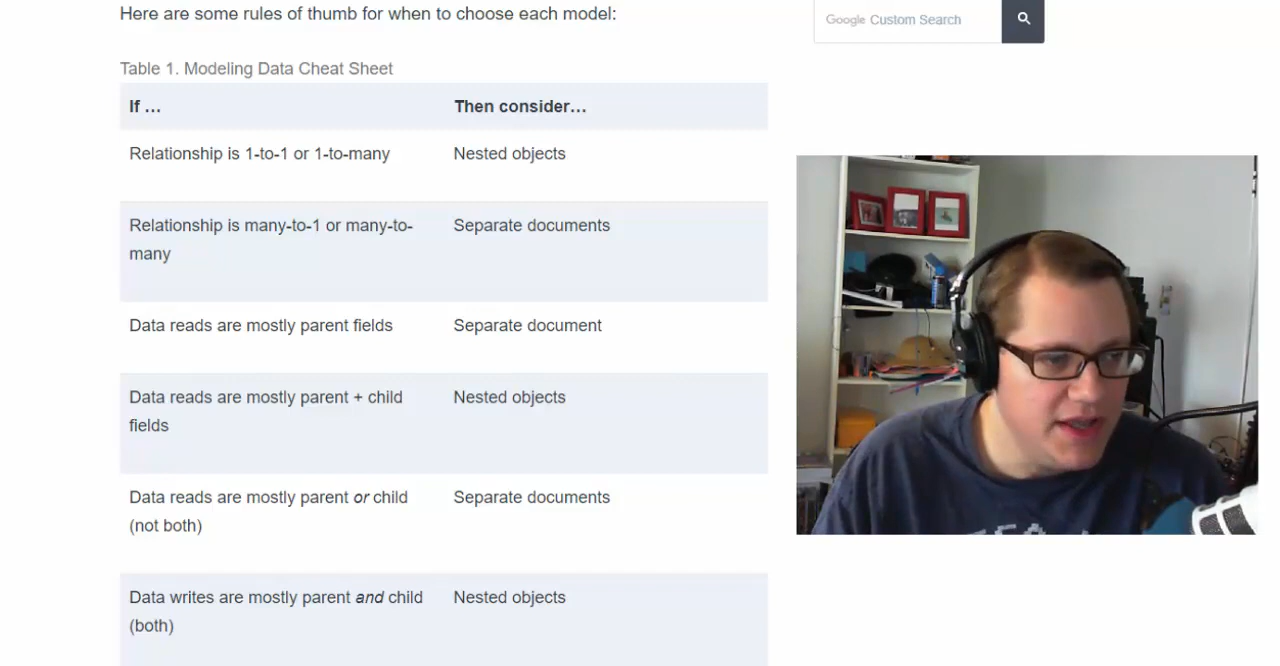 Here are some rules of thumb for when to choose each model:
Google Custom Search
Table 1. Modeling Data Cheat Sheet
If … Then consider…
Relationship is 1-to-1 or 1-to-many Nested objects
Relationship is many-to-1 or many-to- Separate documents
many
Data reads are mostly parent fields Separate document
Data reads are mostly parent + child Nested objects
fields
Data reads are mostly parent or child Separate documents
(not both)
Data writes are mostly parent and child Nested objects
(both)